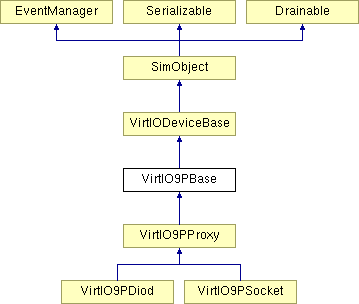 EventManager Serializable Drainable
SimObject
VirtIODeviceBase
VirtIO9PBase
VirtIO9PProxy
VirtIO9PDiod VirtIO9PSocket